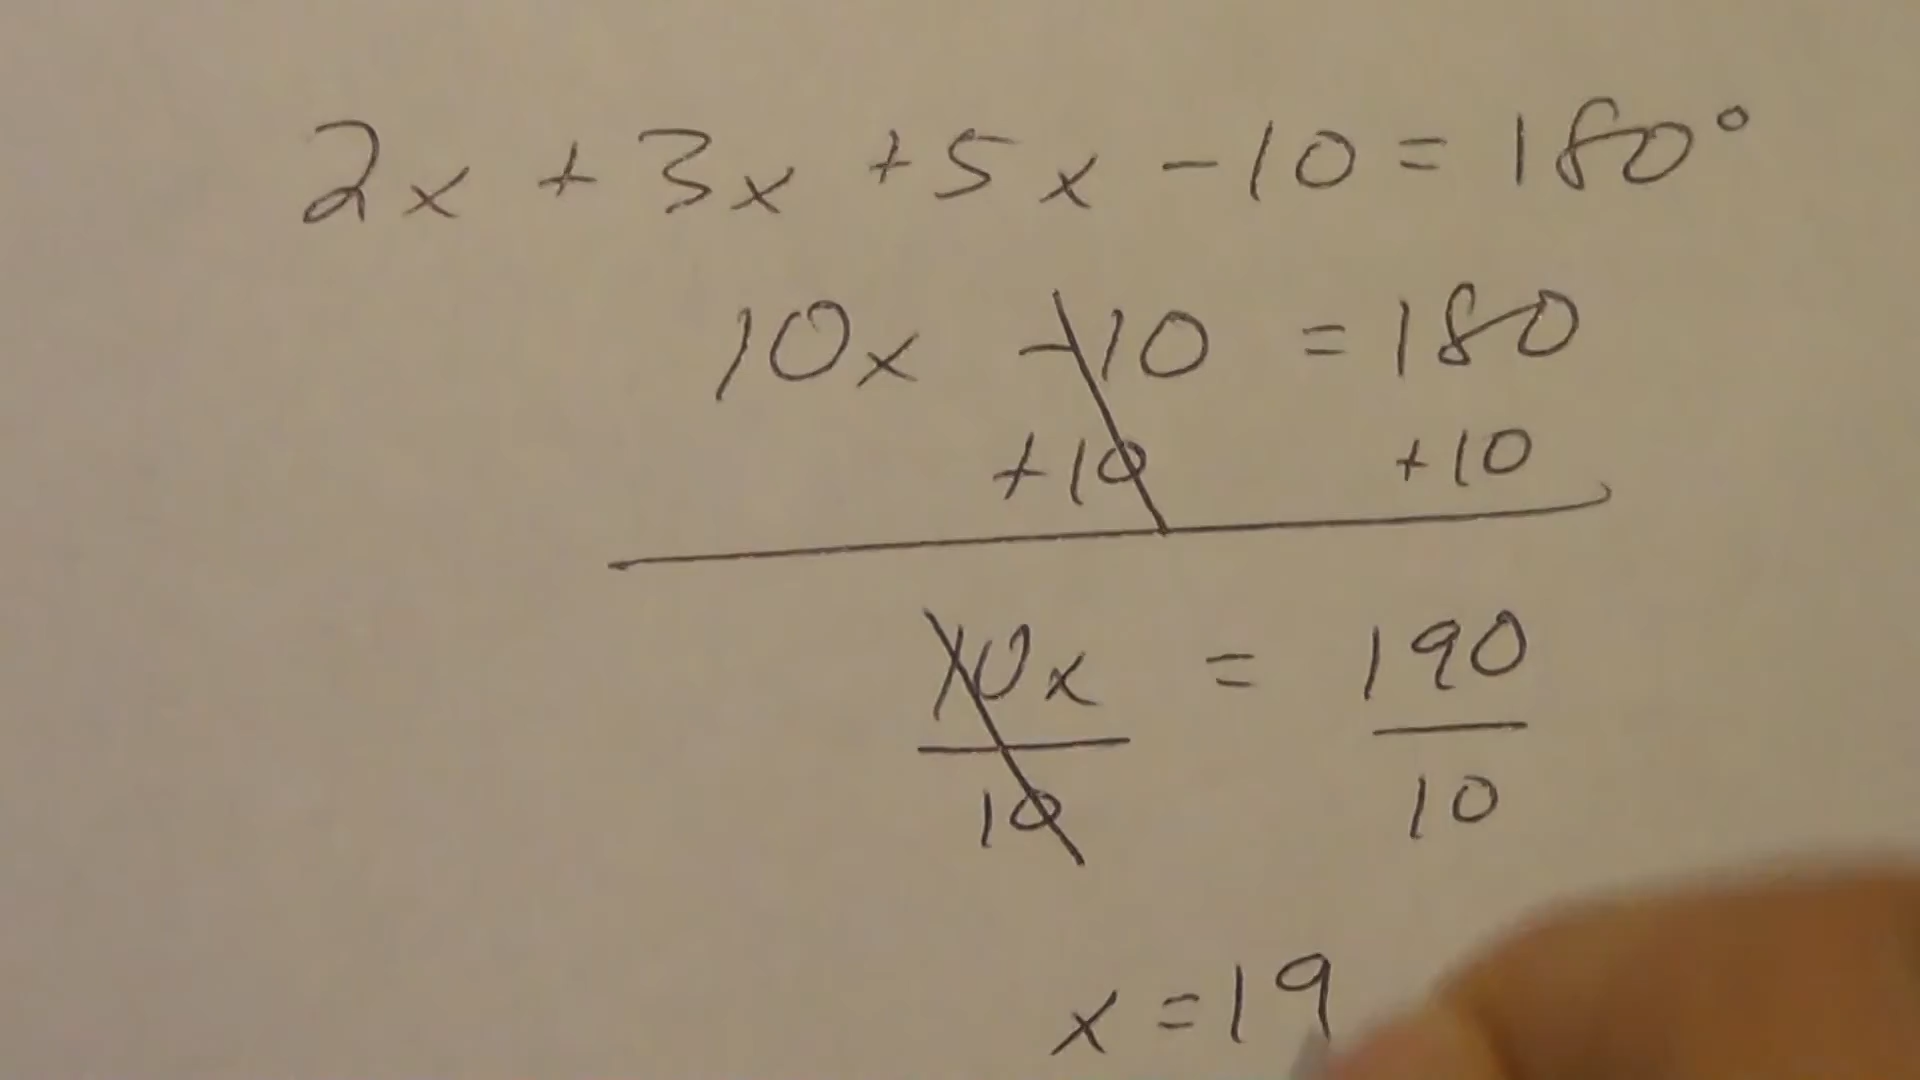 2x + 3x + 5x - 10 = 180°
10x - 10 = 180
+10 +10
10x = 190
10 10
x = 19